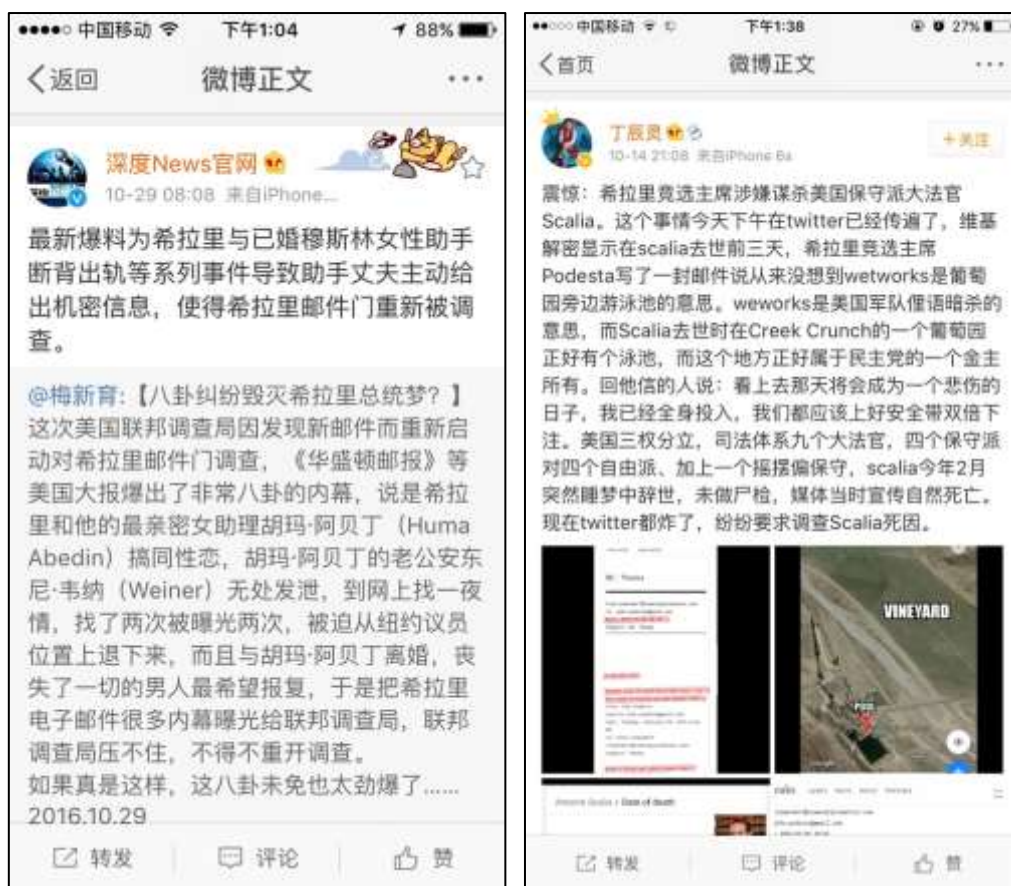 中国移动 下午1:04 88%
返回 微博正文
深度News官网
10-29 08:08 来自iPhone...
最新爆料为希拉里与已婚穆斯林女性助手
断背出轨等系列事件导致助手丈夫主动给
出机密信息，使得希拉里邮件门重新被调
查。
@梅新育:【八卦纠纷毁灭希拉里总统梦？】
这次美国联邦调查局因发现新邮件而重新启
动对希拉里邮件门调查，《华盛顿邮报》等
美国大报爆出了非常八卦的内幕，说是希拉
里和他的最亲密女助理胡玛·阿贝丁（Huma
Abedin）搞同性恋，胡玛·阿贝丁的老公安东
尼·韦纳（Weiner）无处发泄，到网上找一夜
情，找了两次被曝光两次，被迫从纽约议员
位置上退下来，而且与胡玛·阿贝丁离婚，丧
失了一切的男人最希望报复，于是把希拉里
电子邮件很多内幕曝光给联邦调查局，联邦
调查局压不住，不得不重开调查。
如果真是这样，这八卦未免也太劲爆了......
2016.10.29
转发 评论 赞
中国移动 下午1:38 27%
首页 微博正文
丁辰灵
+关注
10-14 21:08 来自iPhone 6s
震惊：希拉里竞选主席涉嫌谋杀美国保守派大法官
Scalia。这个事情今天下午在twitter已经传遍了，维基
解密显示在scalia去世前三天，希拉里竞选主席
Podesta写了一封邮件说从来没想到wetworks是葡萄
园旁边游泳池的意思。weworks是美国军队俚语暗杀的
意思，而Scalia去世时在Creek Crunch的一个葡萄园
正好有个泳池，而这个地方正好属于民主党的一个金主
所有。回他信的人说：看上去那天将会成为一个悲伤的
日子，我已经全身投入，我们都应该上好安全带双倍下
注。美国三权分立，司法体系九个大法官，四个保守派
对四个自由派、加上一个摇摆偏保守，scalia今年2月
突然睡梦中辞世，未做尸检，媒体当时宣传自然死亡。
现在twitter都炸了，纷纷要求调查Scalia死因。
VINEYARD
POOL
Date of death
转发 评论 赞